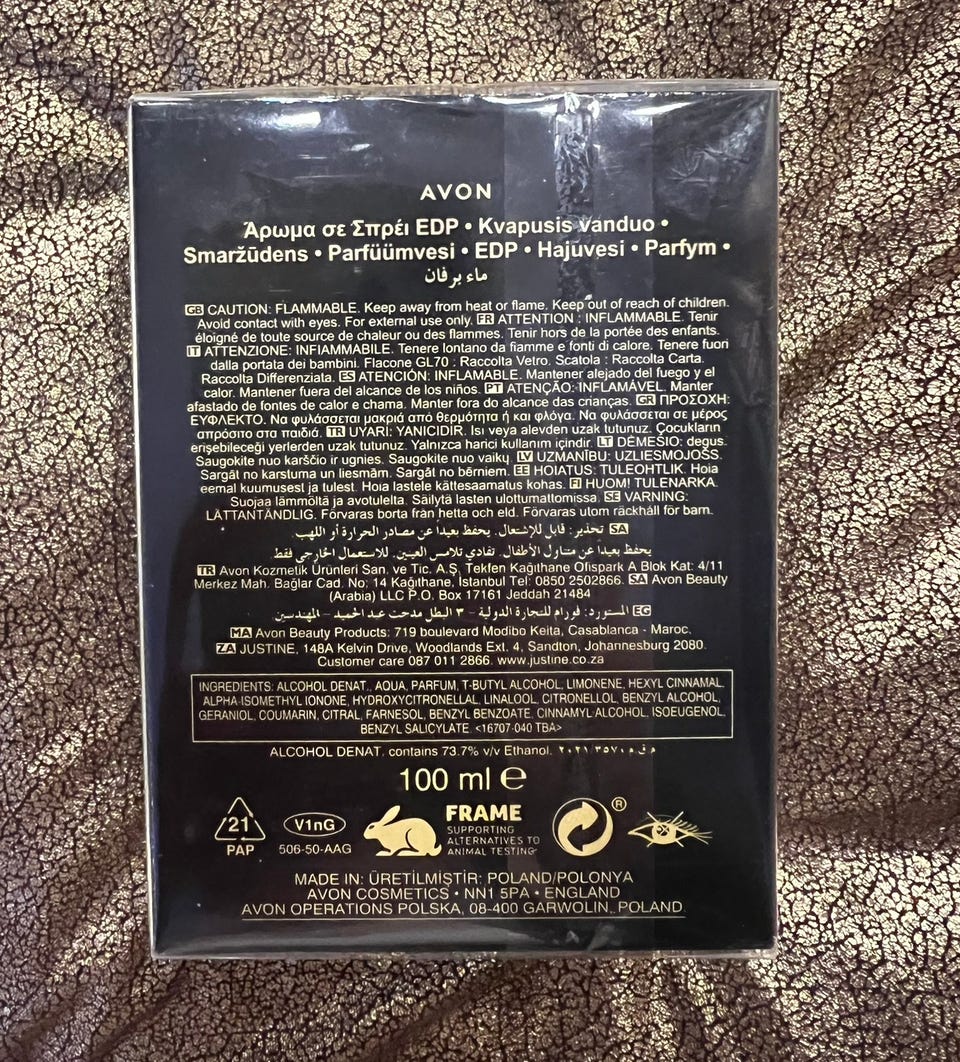 AVON
Άρωμα σε Σπρέι EDP • Kvapusis vanduo •
Smaržūdens • Parfüümvesi • EDP • Hajuvesi • Parfym •
ماء برفان
GB CAUTION: FLAMMABLE. Keep away from heat or flame. Keep out of reach of children.
Avoid contact with eyes. For external use only. FR ATTENTION : INFLAMMABLE. Tenir
éloigné de toute source de chaleur ou des flammes. Tenir hors de la portée des enfants.
IT ATTENZIONE: INFIAMMABILE. Tenere lontano da fiamme e fonti di calore. Tenere fuori
dalla portata dei bambini. Flacone GL70 : Raccolta Vetro. Scatola : Raccolta Carta.
Raccolta Differenziata. ES ATENCIÓN: INFLAMABLE. Mantener alejado del fuego y el
calor. Mantener fuera del alcance de los niños. PT ATENÇÃO: INFLAMÁVEL. Manter
afastado de fontes de calor e chama. Manter fora do alcance das crianças. GR ΠΡΟΣΟΧΗ:
ΕΥΦΛΕΚΤΟ. Να φυλάσσεται μακριά από θερμότητα ή και φλόγα. Να φυλάσσεται σε μέρος
απρόσιτο στα παιδιά. TR UYARI: YANICIDIR. Isı veya alevden uzak tutunuz. Çocukların
erişebileceği yerlerden uzak tutunuz. Yalnızca harici kullanım içindir. LT DĖMESIO: degus.
Saugokite nuo karščio ir ugnies. Saugokite nuo vaikų. LV UZMANĪBU: UZLIESMOJOŠS.
Sargāt no karstuma un liesmām. Sargāt no bērniem. EE HOIATUS: TULEOHTLIK. Hoia
eemal kuumusest ja tulest. Hoia lastele kättesaamatus kohas. FI HUOM! TULENARKA.
Suojaa lämmöltä ja avotulelta. Säilytä lasten ulottumattomissa. SE VARNING:
LÄTTANTÄNDLIG. Förvaras borta från hetta och eld. Förvaras utom räckhåll för barn.
SA تحذير: قابل للاشتعال. يحفظ بعيداً عن مصادر الحرارة أو اللهب.
يحفظ بعيداً عن متناول الأطفال. تفادي تلامس العينين. للاستعمال الخارجي فقط
TR Avon Kozmetik Ürünleri San. ve Tic. A.Ş. Tekfen Kağıthane Ofispark A Blok Kat: 4/11
Merkez Mah. Bağlar Cad. No: 14 Kağıthane, İstanbul Tel: 0850 2502866. SA Avon Beauty
(Arabia) LLC P.O. Box 17161 Jeddah 21484
EG المستورد: فورام للتجارة الدولية - ٣ البطل مدحت عبد الحميد - المهندسين
MA Avon Beauty Products: 719 boulevard Modibo Keita, Casablanca - Maroc.
ZA JUSTINE, 148A Kelvin Drive, Woodlands Ext. 4, Sandton, Johannesburg 2080.
Customer care 087 011 2866. www.justine.co.za
INGREDIENTS: ALCOHOL DENAT., AQUA, PARFUM, T-BUTYL ALCOHOL, LIMONENE, HEXYL CINNAMAL,
ALPHA-ISOMETHYL IONONE, HYDROXYCITRONELLAL, LINALOOL, CITRONELLOL, BENZYL ALCOHOL,
GERANIOL, COUMARIN, CITRAL, FARNESOL, BENZYL BENZOATE, CINNAMYL ALCOHOL, ISOEUGENOL,
BENZYL SALICYLATE. <16707-040 TBA>
ALCOHOL DENAT. contains 73.7% v/v Ethanol.
100 ml e
21
PAP
V1nG
506-50-AAG
FRAME
SUPPORTING
ALTERNATIVES TO
ANIMAL TESTING
®
MADE IN: ÜRETİLMİŞTİR: POLAND/POLONYA
AVON COSMETICS • NN1 5PA • ENGLAND
AVON OPERATIONS POLSKA, 08-400 GARWOLIN, POLAND